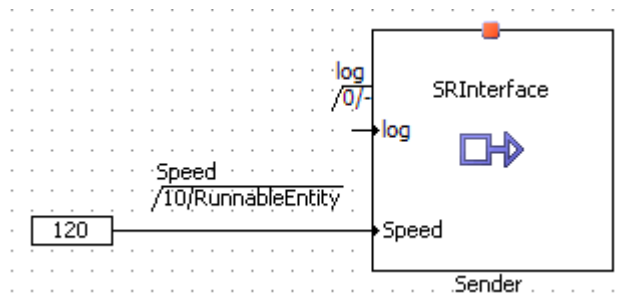 log
/0/-
SRInterface
log
Speed
/10/RunnableEntity
120
Speed
Sender